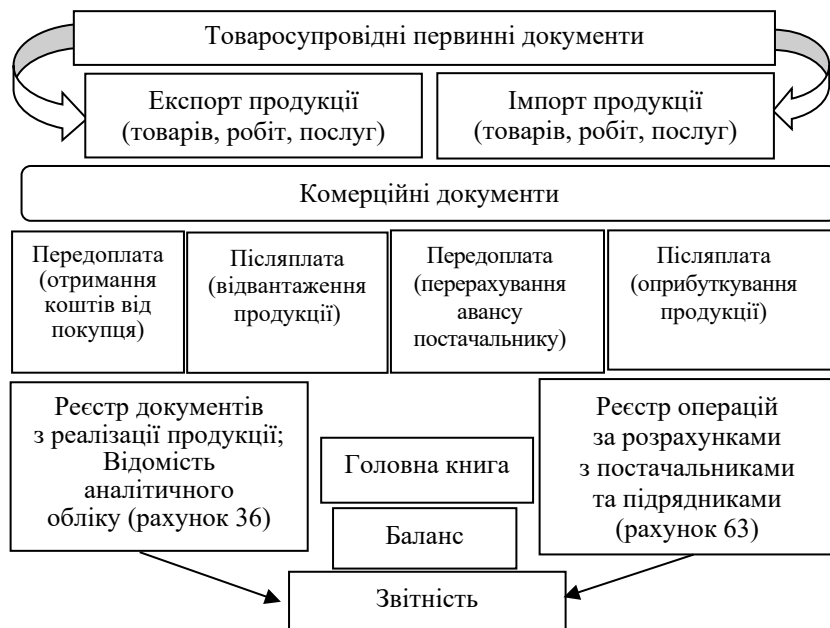 Товаросупровідні первинні документи
Експорт продукції
(товарів, робіт, послуг)
Імпорт продукції
(товарів, робіт, послуг)
Комерційні документи
Передоплата
(отримання
коштів від
покупця)
Післяплата
(відвантаження
продукції)
Передоплата
(перерахування
авансу
постачальнику)
Післяплата
(оприбуткування
продукції)
Реєстр документів
з реалізації продукції;
Відомість
аналітичного
обліку (рахунок 36)
Головна книга
Баланс
Реєстр операцій
за розрахунками
з постачальниками
та підрядниками
(рахунок 63)
Звітність